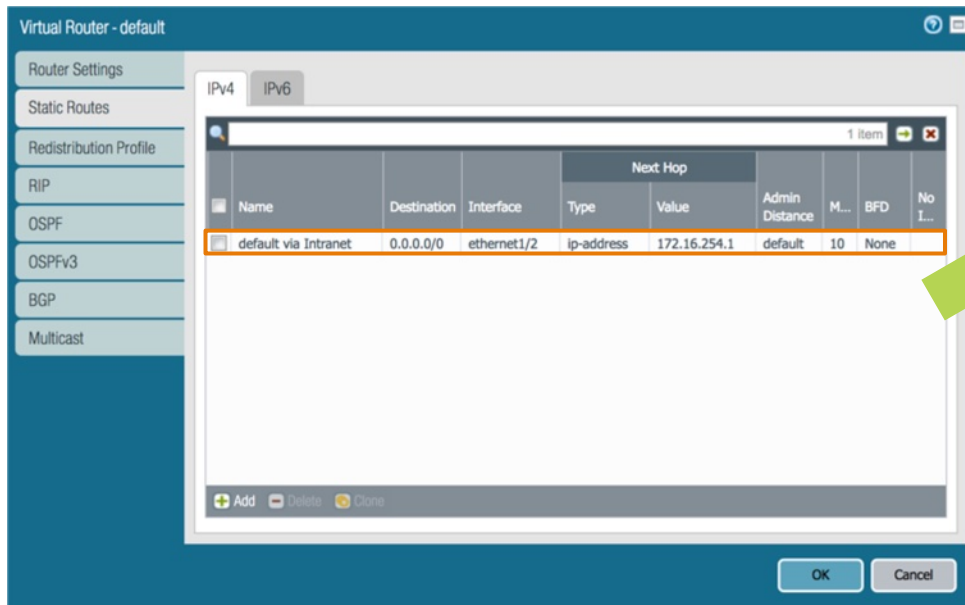 Virtual Router - default
Router Settings
Static Routes
Redistribution Profile
RIP
OSPF
OSPFv3
BGP
Multicast
IPv4 IPv6
1 item
Next Hop
Name Destination Interface Type Value Admin Distance M... BFD No I...
default via Intranet 0.0.0.0/0 ethernet1/2 ip-address 172.16.254.1 default 10 None
Add Delete Clone
OK Cancel